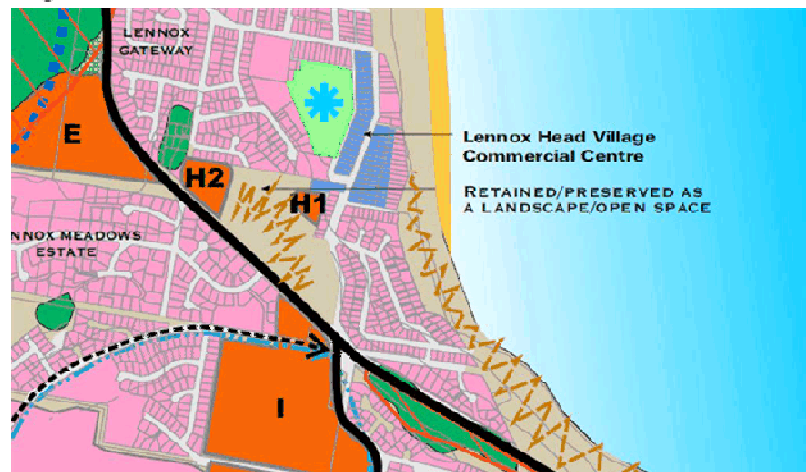 LENNOX
GATEWAY
E
Lennox Head Village
Commercial Centre
H2
RETAINED/PRESERVED AS
A LANDSCAPE/OPEN SPACE
H1
NNOX MEADOWS
ESTATE
I